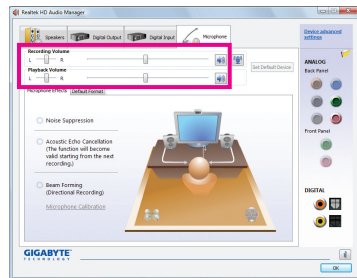 Realtek HD Audio Manager
Speakers
Digital Output
Digital Input
Microphone
Device advanced
settings
Recording Volume
L R
Set Default Device
Playback Volume
L R
Microphone Effects
Default Format
ANALOG
Back Panel
Noise Suppression
Acoustic Echo Cancellation
(The function will become
valid starting from the next
recording.)
Front Panel
Beam Forming
(Directional Recording)
Microphone Calibration
DIGITAL
GIGABYTE
TECHNOLOGY
i
OK